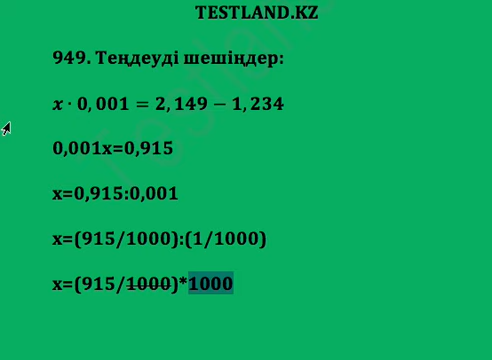 TESTLAND.KZ
949. Теңдеуді шешіңдер:
x · 0,001 = 2,149 − 1,234
0,001x=0,915
x=0,915:0,001
x=(915/1000):(1/1000)
x=(915/1000)*1000
Testland